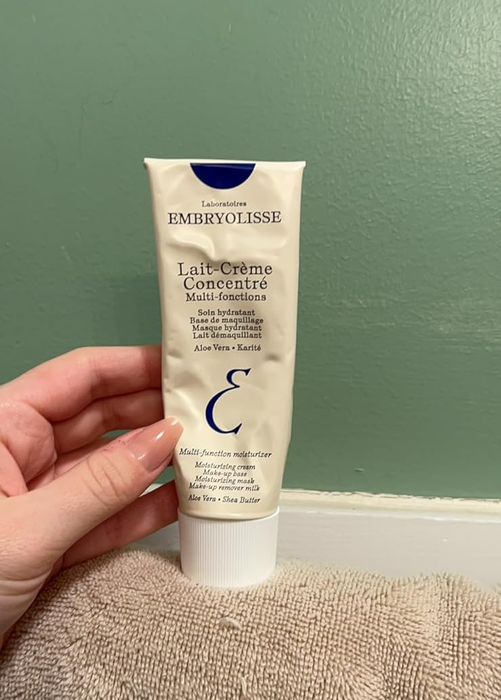 Laboratoires
EMBRYOLISSE
Lait-Crème
Concentré
Multi-fonctions
Soin hydratant
Base de maquillage
Masque hydratant
Lait démaquillant
Aloe Vera • Karité
ε
Multi-function moisturizer
Moisturizing cream
Make-up base
Moisturizing mask
Make-up remover milk
Aloe Vera • Shea Butter